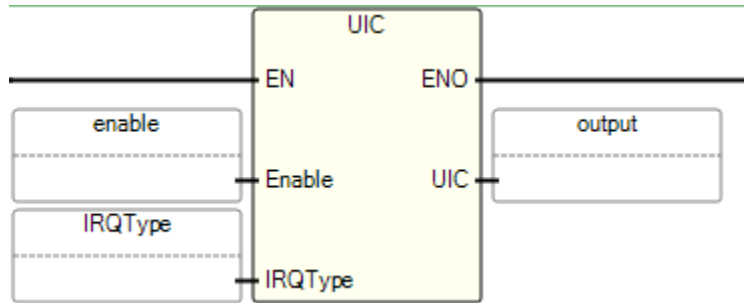 UIC
EN ENO
enable output
Enable UIC
IRQType
IRQType